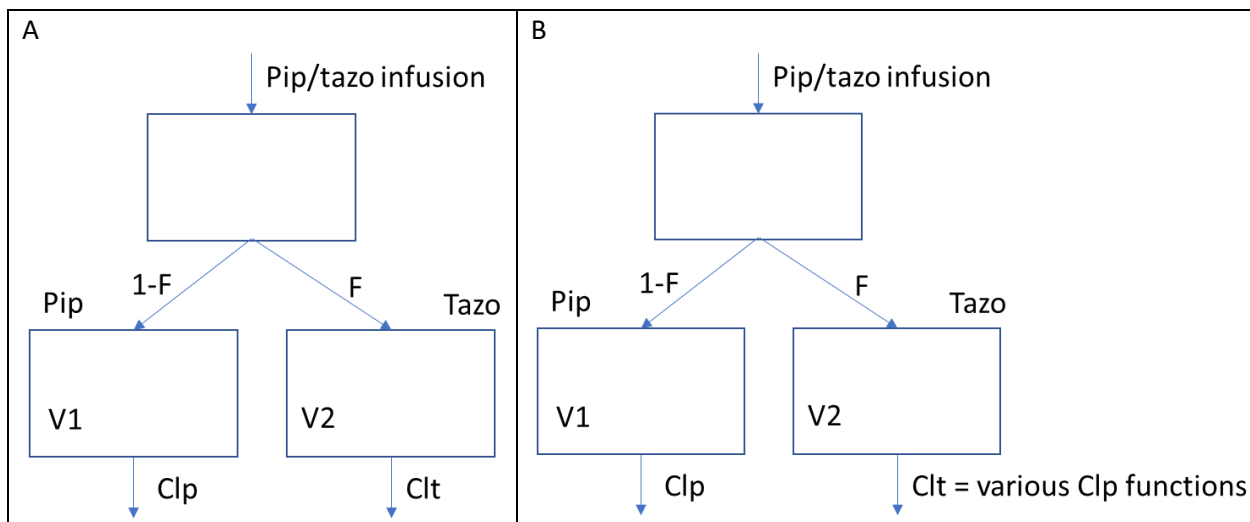 A
Pip/tazo infusion
1-F
F
Pip
Tazo
V1
V2
Clp
Clt
B
Pip/tazo infusion
1-F
F
Pip
Tazo
V1
V2
Clp
Clt = various Clp functions